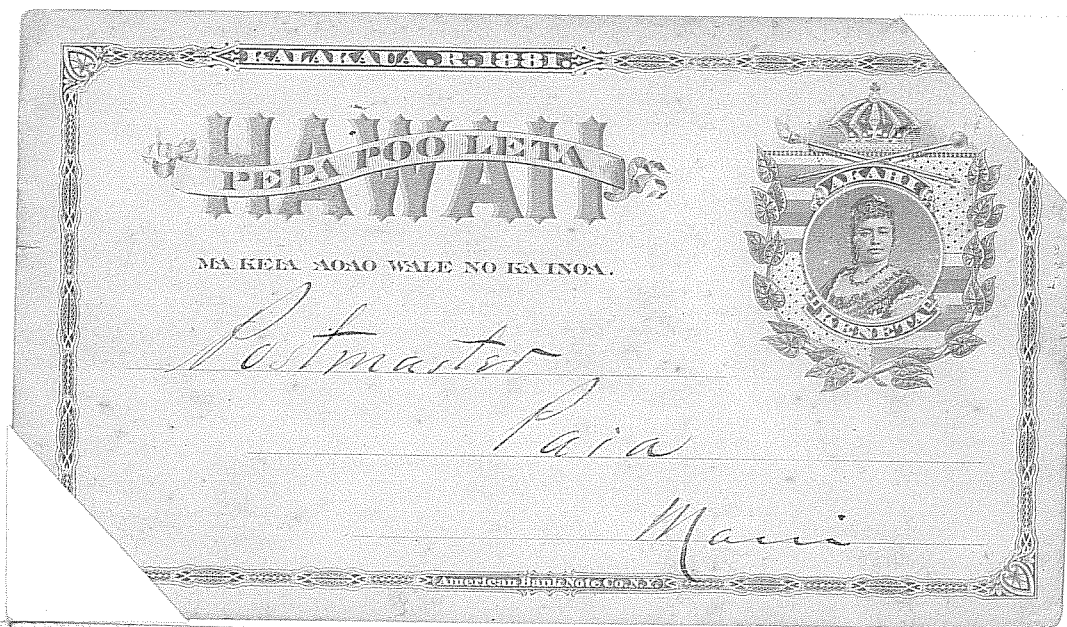 KALAKAUA. R. 1881.
HAWAII
PEPA POO LETA
AKAHI
KENETA
MA KEIA AOAO WALE NO KA INOA.
Postmaster
Paia
Maui
American Bank Note Co. N.Y.